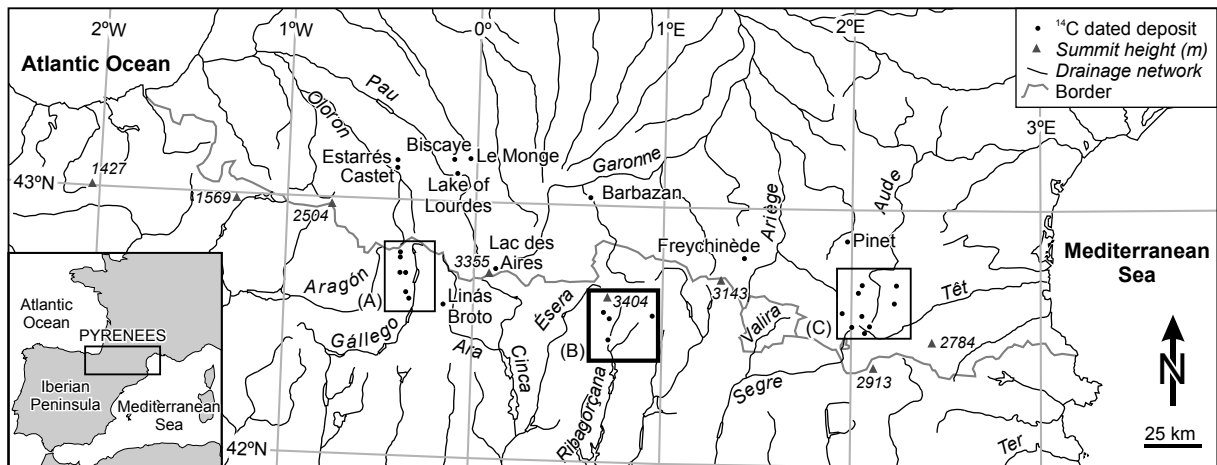 2ºW
1ºW
0º
1ºE
2ºE
3ºE
43ºN
42ºN
Atlantic Ocean
Mediterranean
Sea
¹⁴C dated deposit
Summit height (m)
Drainage network
Border
Oloron
Pau
Biscaye
Le Monge
Estarrés
Castet
Lake of
Lourdes
Garonne
Barbazan
Ariège
Aude
Pinet
Freychinède
1427
1569
2504
3355
Lac des
Aires
Aragón
(A)
Gállego
Linás
Broto
Ara
Cinca
Ésera
3404
(B)
Ribagorçana
3143
Valira
Segre
(C)
Têt
2784
2913
Ter
N
25 km
Atlantic
Ocean
PYRENEES
Iberian
Peninsula
Mediterranean
Sea